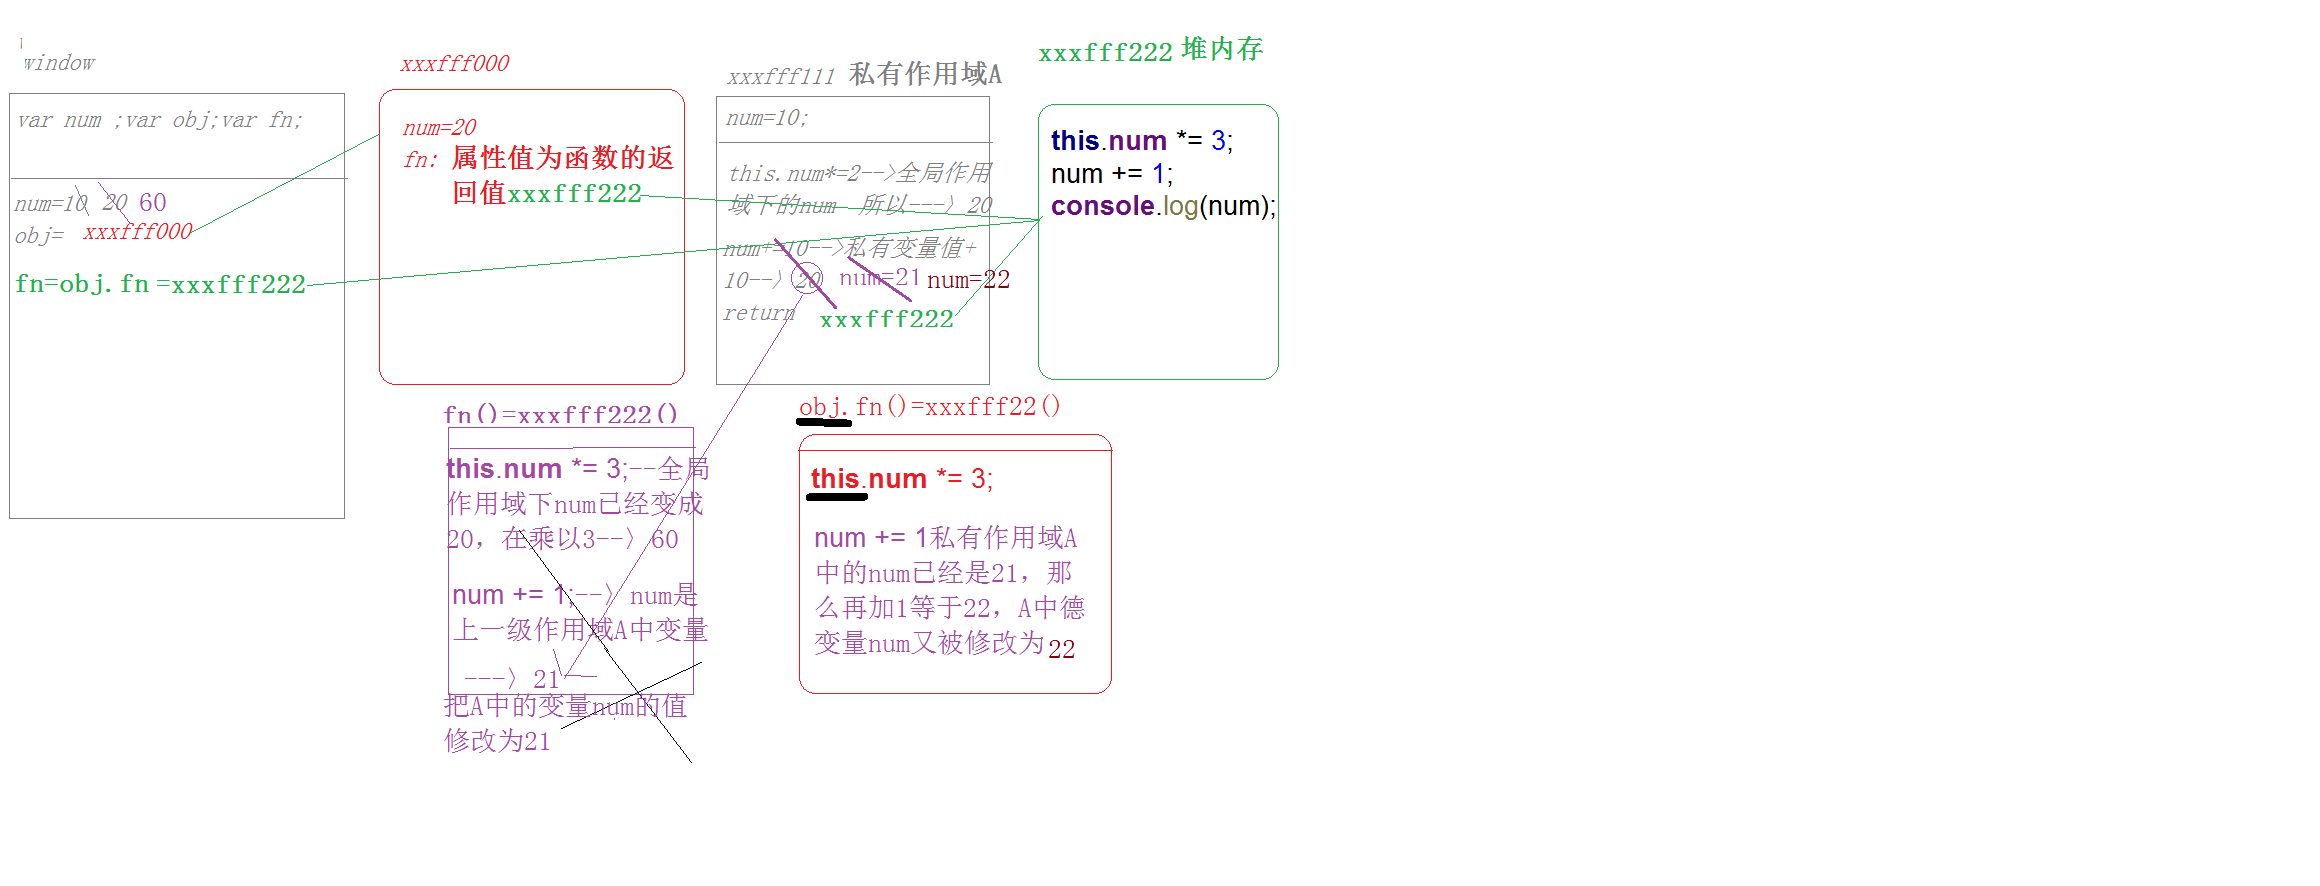 window
var num ;var obj;var fn;
num=10 20 60
obj= xxxfff000
fn=obj.fn =xxxfff222
xxxfff000
num=20
fn: 属性值为函数的返
回值xxxfff222
xxxfff111 私有作用域A
num=10;
this.num*=2-->全局作用
域下的num 所以---〉20
num+=10-->私有变量值+
10--〉20 num=21 num=22
return xxxfff222
xxxfff222 堆内存
this.num *= 3;
num += 1;
console.log(num);
fn()=xxxfff222()
this.num *= 3;--全局
作用域下num已经变成
20，在乘以3--〉60
num += 1;--〉num是
上一级作用域A中变量
---〉21
把A中的变量num的值
修改为21
obj.fn()=xxxfff22()
this.num *= 3;
num += 1私有作用域A
中的num已经是21，那
么再加1等于22，A中德
变量num又被修改为22